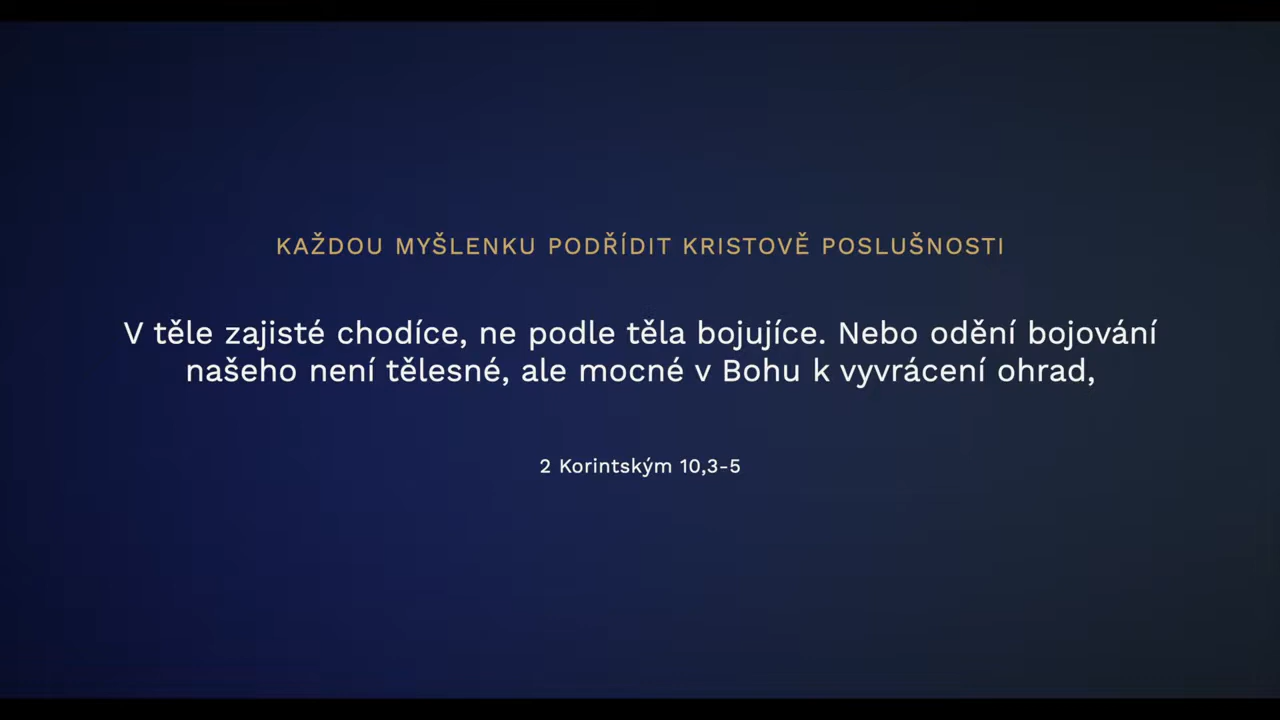 KAŽDOU MYŠLENKU PODŘÍDIT KRISTOVĚ POSLUŠNOSTI
V těle zajisté chodíce, ne podle těla bojujíce. Nebo odění bojování
našeho není tělesné, ale mocné v Bohu k vyvrácení ohrad,
2 Korintským 10,3-5